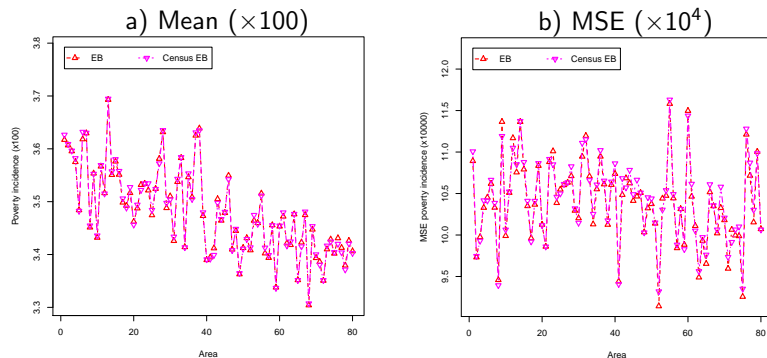 a) Mean (×100)
EB Census EB
Poverty incidence (x100)
3.3 3.4 3.5 3.6 3.7 3.8
0 20 40 60 80
Area
b) MSE (×10⁴)
EB Census EB
MSE poverty incidence (x10000)
9.5 10.0 10.5 11.0 11.5 12.0
0 20 40 60 80
Area